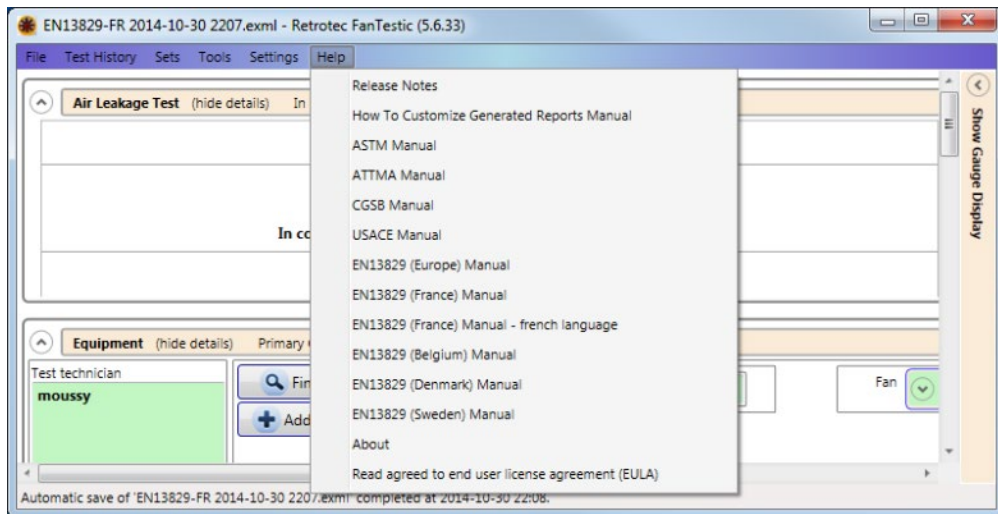 EN13829-FR 2014-10-30 2207.exml - Retrotec FanTestic (5.6.33)
File Test History Sets Tools Settings Help
Release Notes
How To Customize Generated Reports Manual
ASTM Manual
ATTMA Manual
CGSB Manual
USACE Manual
EN13829 (Europe) Manual
EN13829 (France) Manual
EN13829 (France) Manual - french language
EN13829 (Belgium) Manual
EN13829 (Denmark) Manual
EN13829 (Sweden) Manual
About
Read agreed to end user license agreement (EULA)
Air Leakage Test (hide details) In
In
Show Gauge Display
Equipment (hide details) Primary
Test technician
moussy
Add
Fan
Automatic save of 'EN13829-FR 2014-10-30 2207.exml' completed at 2014-10-30 22:08.